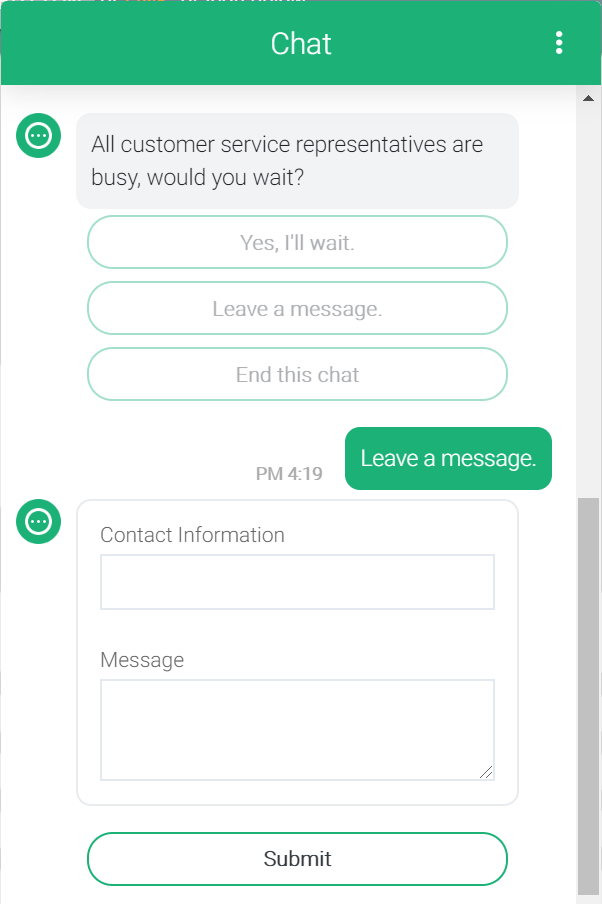 Chat
All customer service representatives are
busy, would you wait?
Yes, I'll wait.
Leave a message.
End this chat
Leave a message.
PM 4:19
Contact Information
Message
Submit